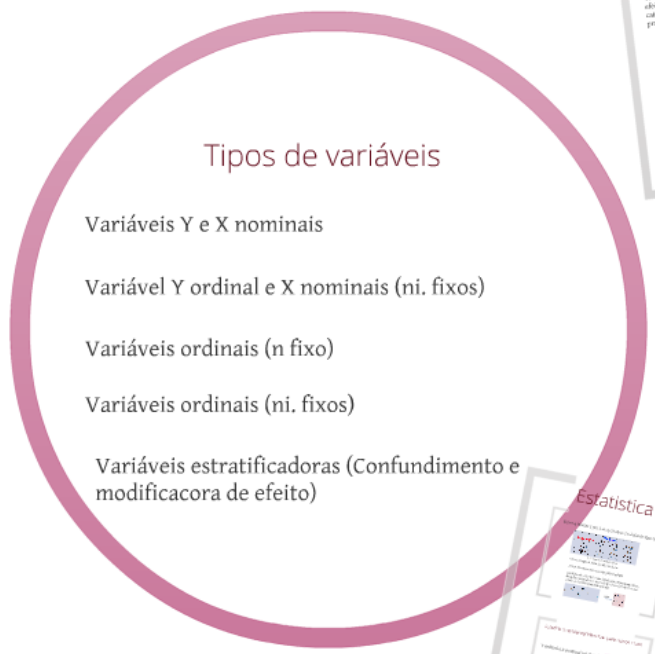 Tipos de variáveis
Variáveis Y e X nominais
Variável Y ordinal e X nominais (ni. fixos)
Variáveis ordinais (n fixo)
Variáveis ordinais (ni. fixos)
Variáveis estratificadoras (Confundimento e
modificacora de efeito)
Estatistica